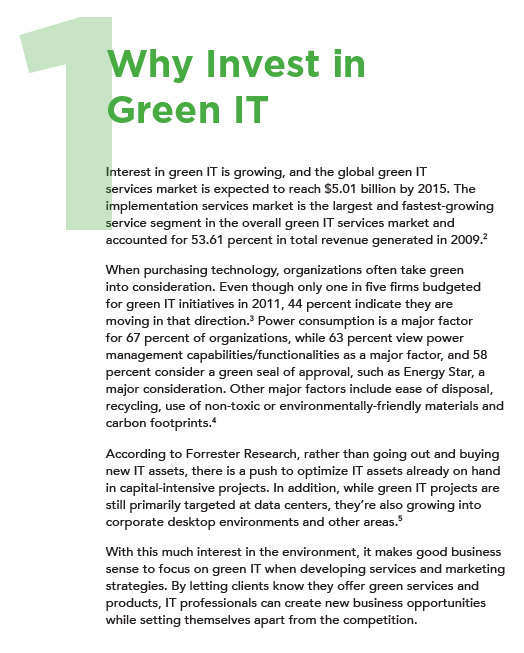 1
Why Invest in
Green IT
Interest in green IT is growing, and the global green IT
services market is expected to reach $5.01 billion by 2015. The
implementation services market is the largest and fastest-growing
service segment in the overall green IT services market and
accounted for 53.61 percent in total revenue generated in 2009.²
When purchasing technology, organizations often take green
into consideration. Even though only one in five firms budgeted
for green IT initiatives in 2011, 44 percent indicate they are
moving in that direction.³ Power consumption is a major factor
for 67 percent of organizations, while 63 percent view power
management capabilities/functionalities as a major factor, and 58
percent consider a green seal of approval, such as Energy Star, a
major consideration. Other major factors include ease of disposal,
recycling, use of non-toxic or environmentally-friendly materials and
carbon footprints.⁴
According to Forrester Research, rather than going out and buying
new IT assets, there is a push to optimize IT assets already on hand
in capital-intensive projects. In addition, while green IT projects are
still primarily targeted at data centers, they’re also growing into
corporate desktop environments and other areas.⁵
With this much interest in the environment, it makes good business
sense to focus on green IT when developing services and marketing
strategies. By letting clients know they offer green services and
products, IT professionals can create new business opportunities
while setting themselves apart from the competition.